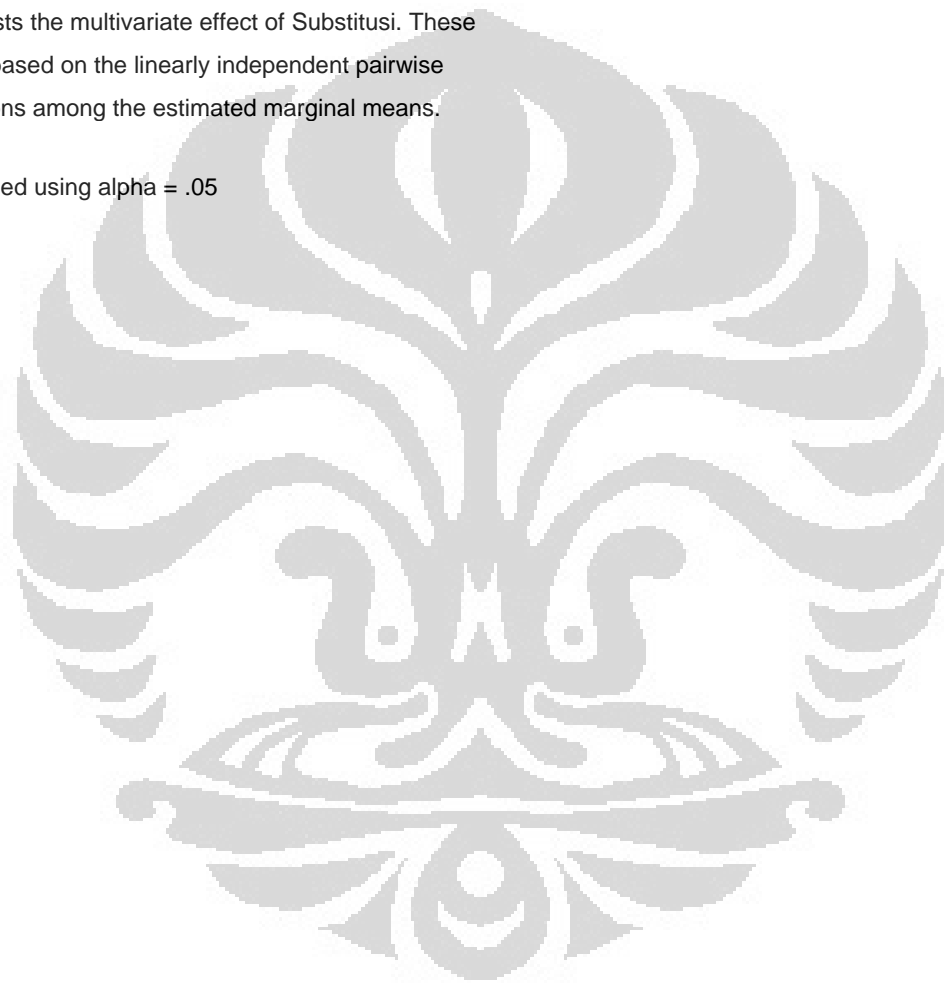 sts the multivariate effect of Substitusi. These
based on the linearly independent pairwise
ns among the estimated marginal means.
ed using alpha = .05